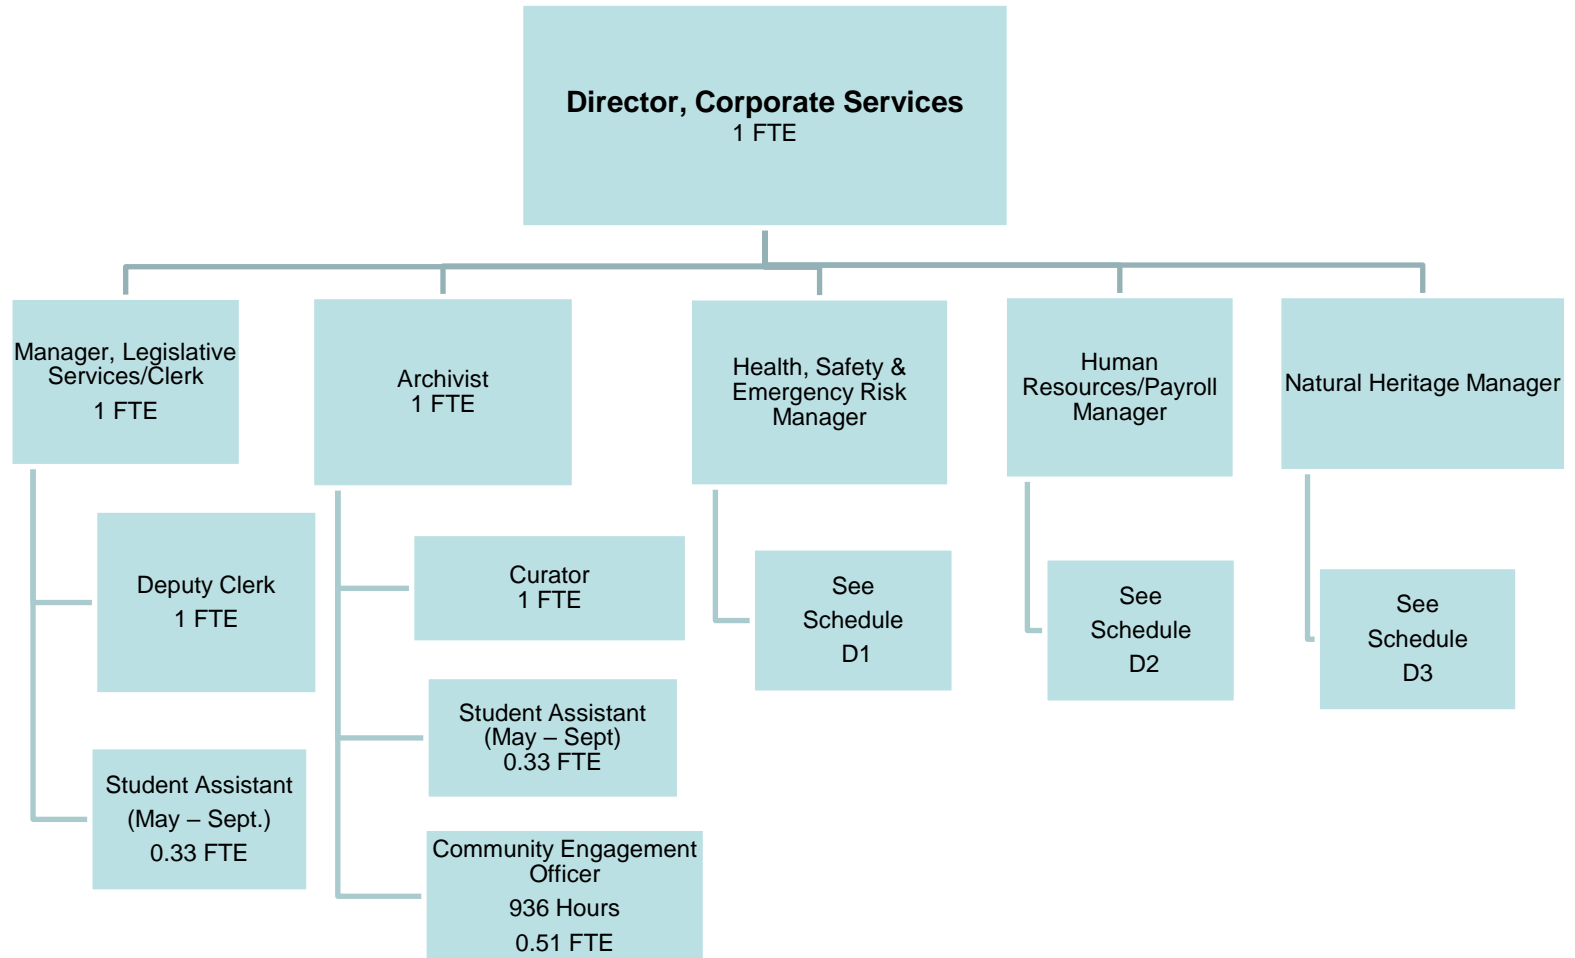 Director, Corporate Services
1 FTE
Manager, Legislative
Services/Clerk
1 FTE
Archivist
1 FTE
Health, Safety &
Emergency Risk
Manager
Human
Resources/Payroll
Manager
Natural Heritage Manager
Deputy Clerk
1 FTE
Student Assistant
(May – Sept.)
0.33 FTE
Curator
1 FTE
Student Assistant
(May – Sept)
0.33 FTE
Community Engagement
Officer
936 Hours
0.51 FTE
See
Schedule
D1
See
Schedule
D2
See
Schedule
D3